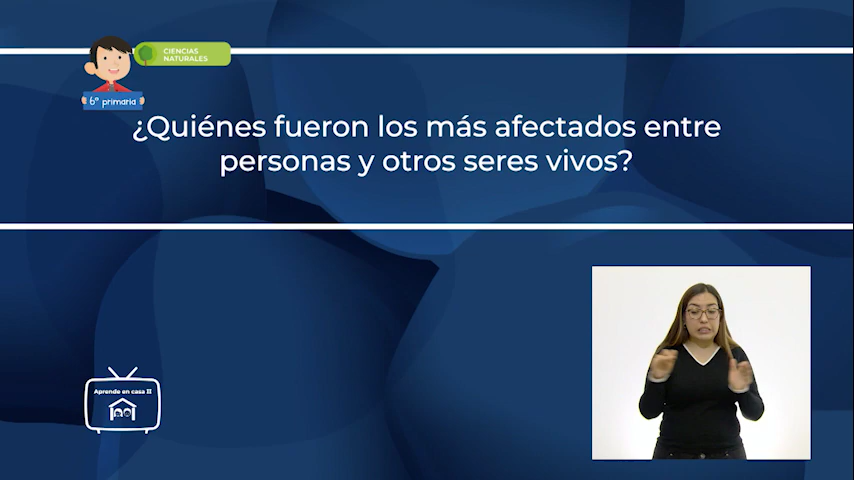 CIENCIAS
NATURALES
6° primaria
¿Quiénes fueron los más afectados entre
personas y otros seres vivos?
Aprende en casa II